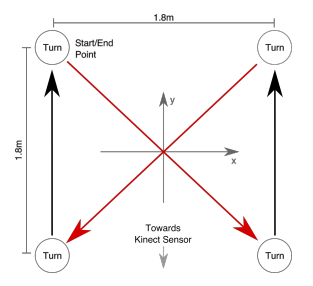 1.8m
Turn
Start/End
Point
Turn
1.8m
y
x
Towards
Kinect Sensor
Turn
Turn